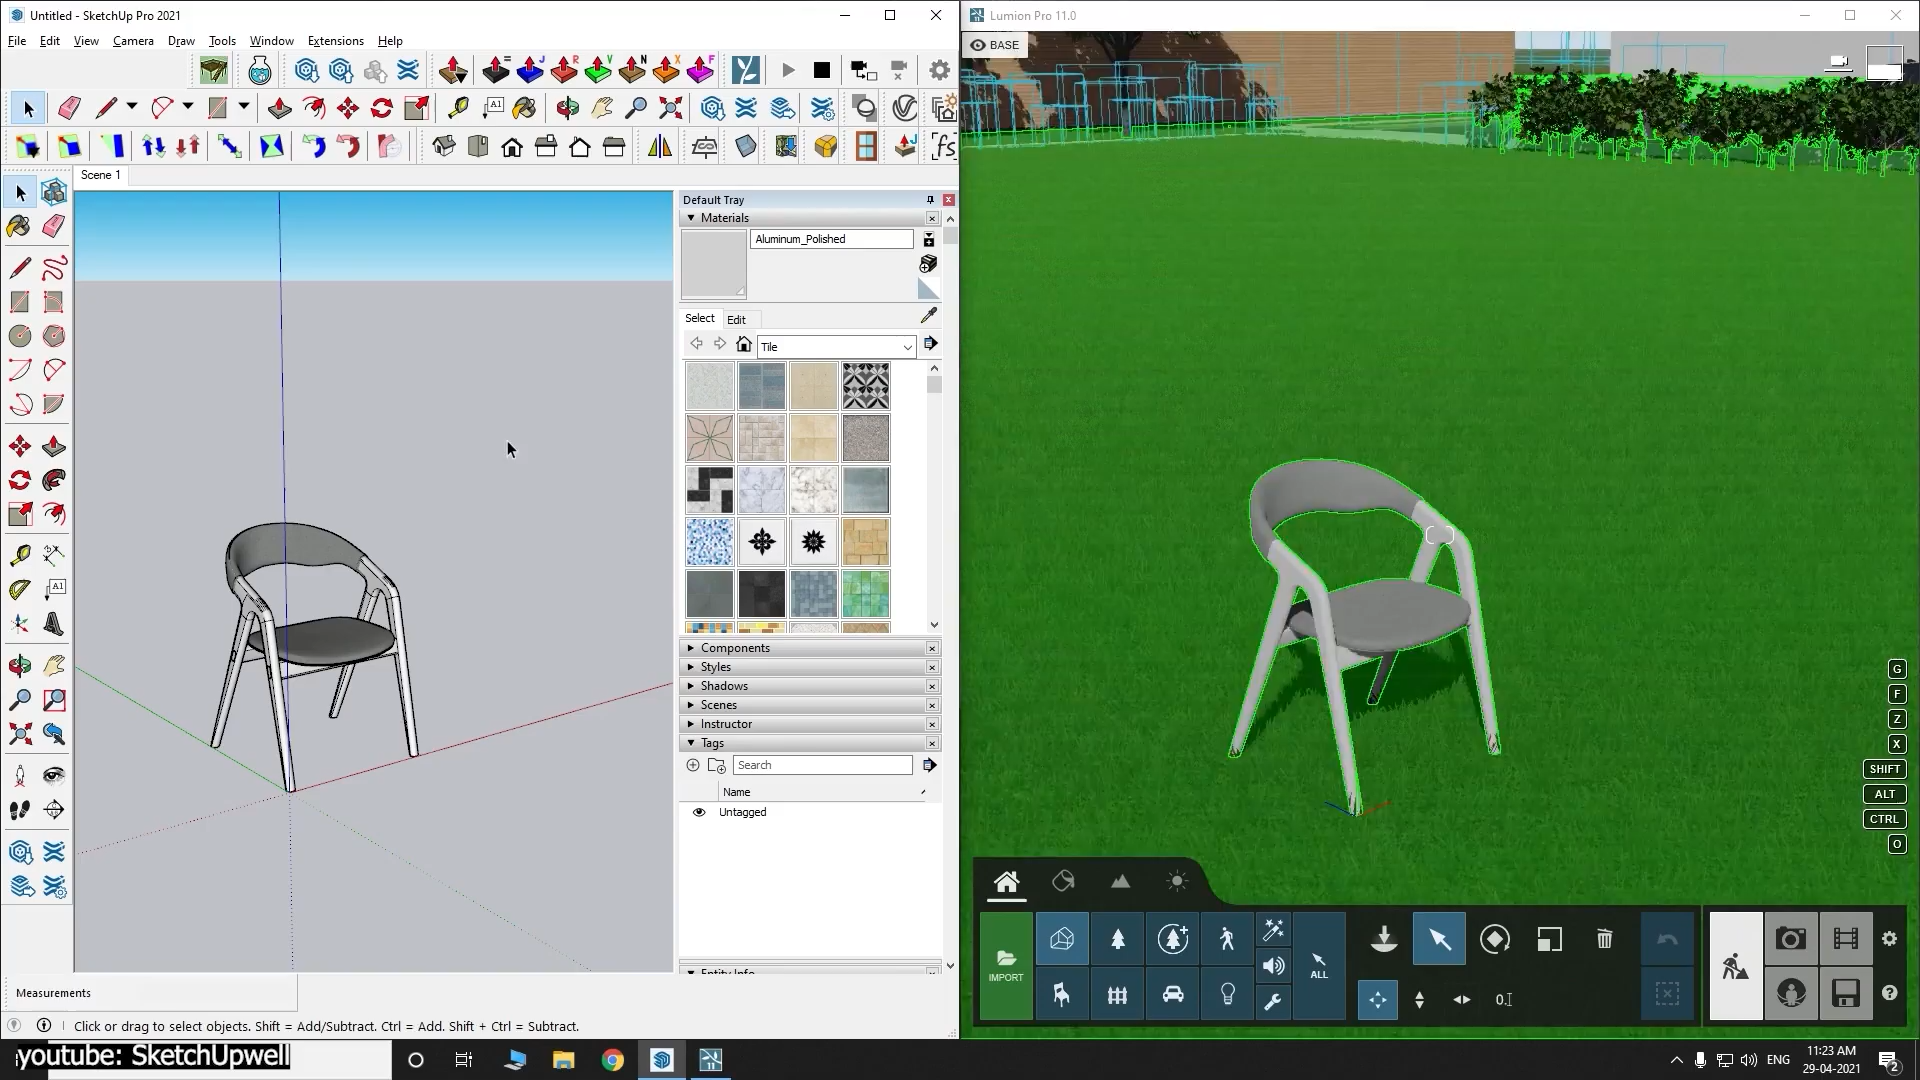 Untitled - SketchUp Pro 2021
File Edit View Camera Draw Tools Window Extensions Help
Scene 1
Default Tray
Materials
Aluminum_Polished
Select Edit
Tile
Components
Styles
Shadows
Scenes
Instructor
Tags
Search
Name
Untagged
Entity Info
Measurements
Click or drag to select objects. Shift = Add/Subtract. Ctrl = Add. Shift + Ctrl = Subtract.
youtube: SketchUpwell
Lumion Pro 11.0
BASE
G
F
Z
X
SHIFT
ALT
CTRL
O
IMPORT
ALL
ENG
11:23 AM
29-04-2021
2